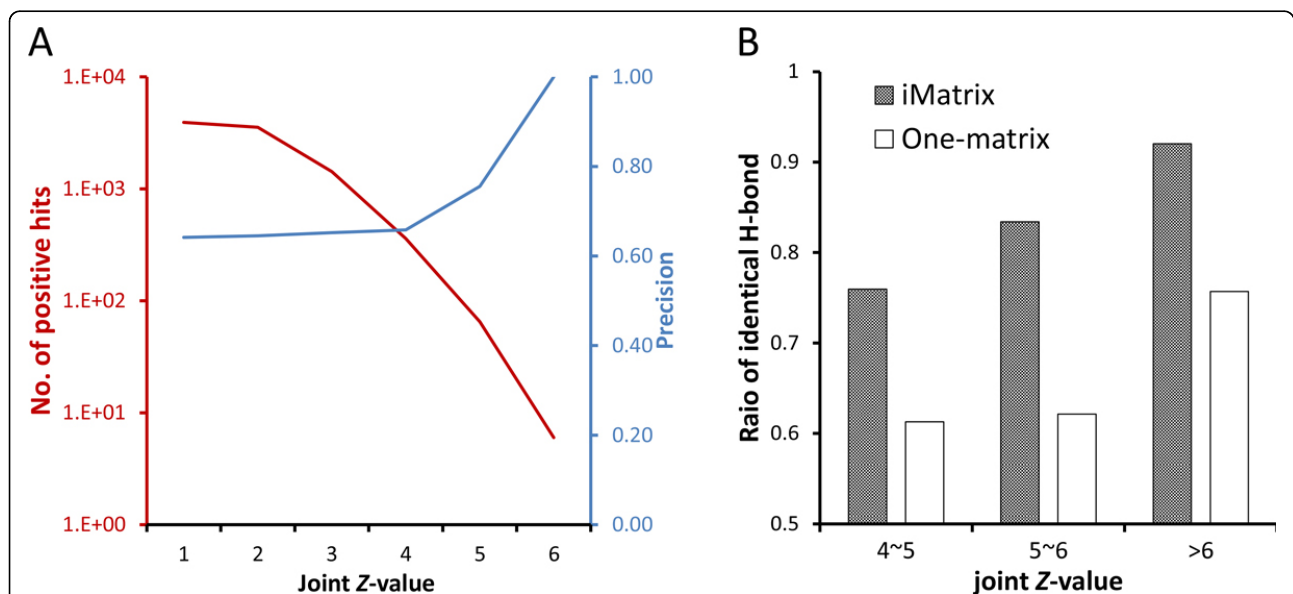 A
1.E+04
1.E+03
1.E+02
1.E+01
1.E+00
No. of positive hits
1 2 3 4 5 6
Joint Z-value
1.00
0.80
0.60
0.40
0.20
0.00
Precision
B
iMatrix
One-matrix
1
0.9
0.8
0.7
0.6
0.5
Raio of identical H-bond
4~5 5~6 >6
joint Z-value